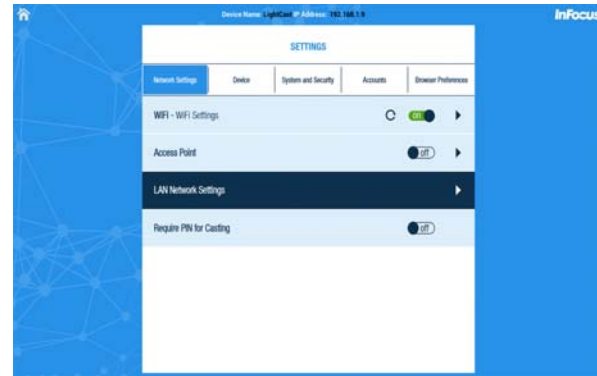 Device Name: LightCast IP Address: 192.168.1.9
InFocus
SETTINGS
Network Settings
Device
System and Security
Accounts
Browser Preferences
WiFi - WiFi Settings
on
Access Point
off
LAN Network Settings
Require PIN for Casting
off